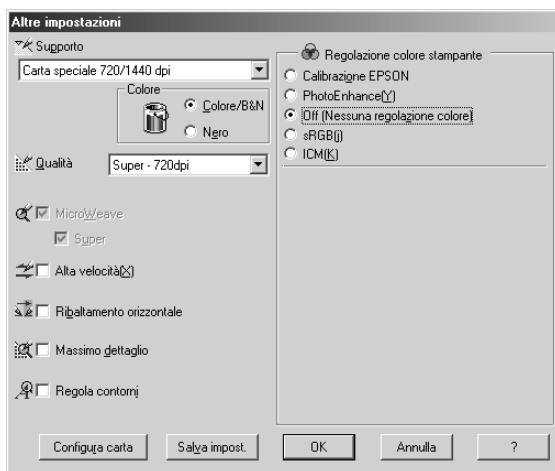 Altre impostazioni
Supporto
Carta speciale 720/1440 dpi
Colore
Colore/B&N
Nero
Qualità
Super - 720dpi
MicroWeave
Super
Alta velocità(X)
Ribaltamento orizzontale
Massimo dettaglio
Regola contorni
Regolazione colore stampante
Calibrazione EPSON
PhotoEnhance(Y)
Off (Nessuna regolazione colore)
sRGB(j)
ICM(K)
Configura carta
Salva impost.
OK
Annulla
?